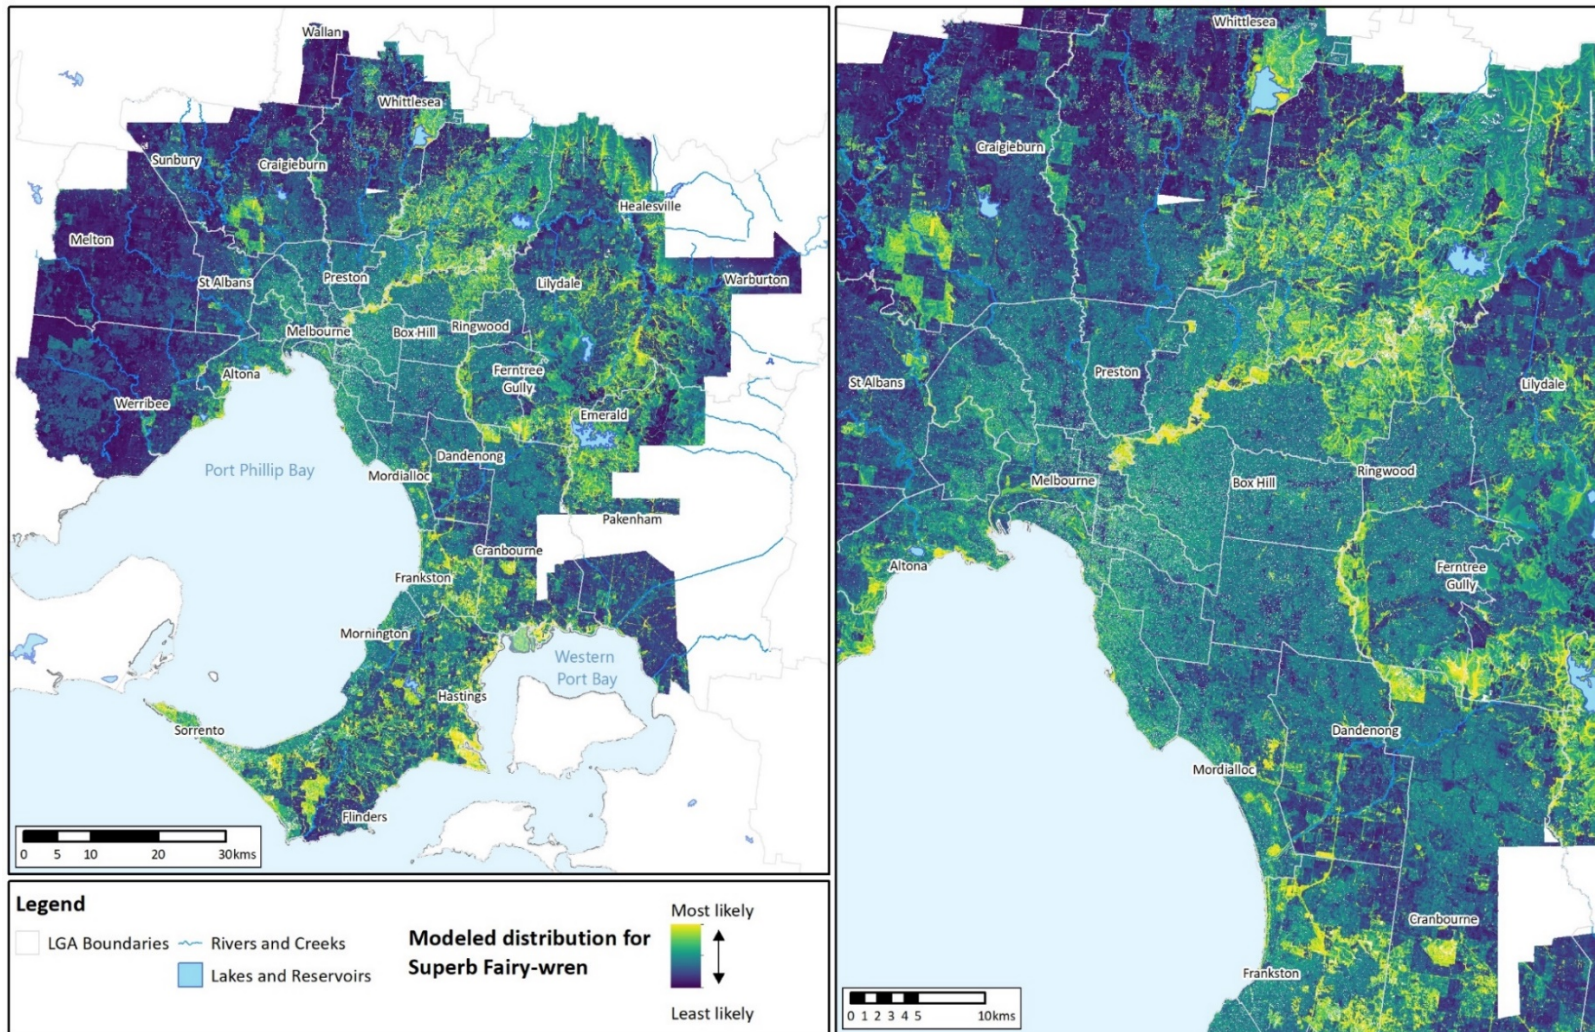 Wallan
Whittlesea
Sunbury
Craigieburn
Healesville
Melton
St Albans
Preston
Lilydale
Warburton
Melbourne
Box Hill
Ringwood
Altona
Ferntree
Gully
Werribee
Emerald
Port Phillip Bay
Dandenong
Mordialloc
Pakenham
Cranbourne
Frankston
Mornington
Western
Port Bay
Hastings
Sorrento
Flinders
0 5 10 20 30kms
Whittlesea
Craigieburn
St Albans
Preston
Lilydale
Melbourne
Box Hill
Ringwood
Altona
Ferntree
Gully
Dandenong
Mordialloc
Cranbourne
Frankston
0 1 2 3 4 5 10kms
Legend
LGA Boundaries
Rivers and Creeks
Lakes and Reservoirs
Modeled distribution for
Superb Fairy-wren
Most likely
Least likely